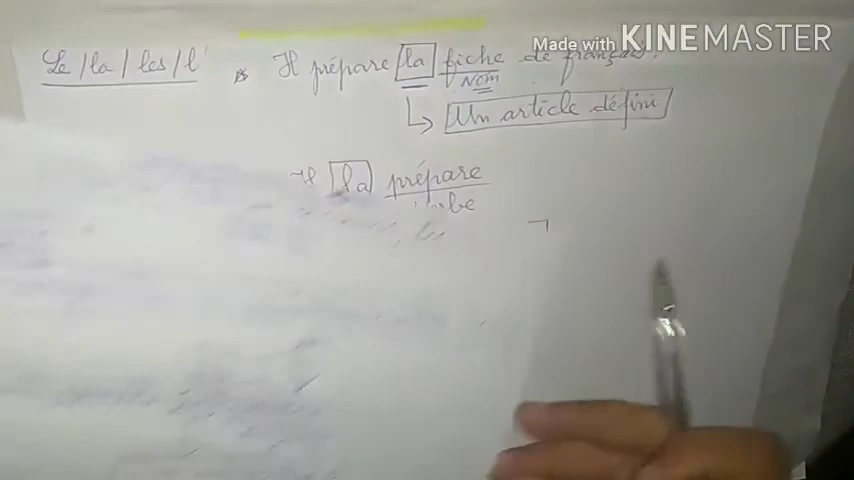 Made with KINEMASTER
Le / la / les / l' Il prépare la fiche de français.
Nom
Un article défini
Il la prépare